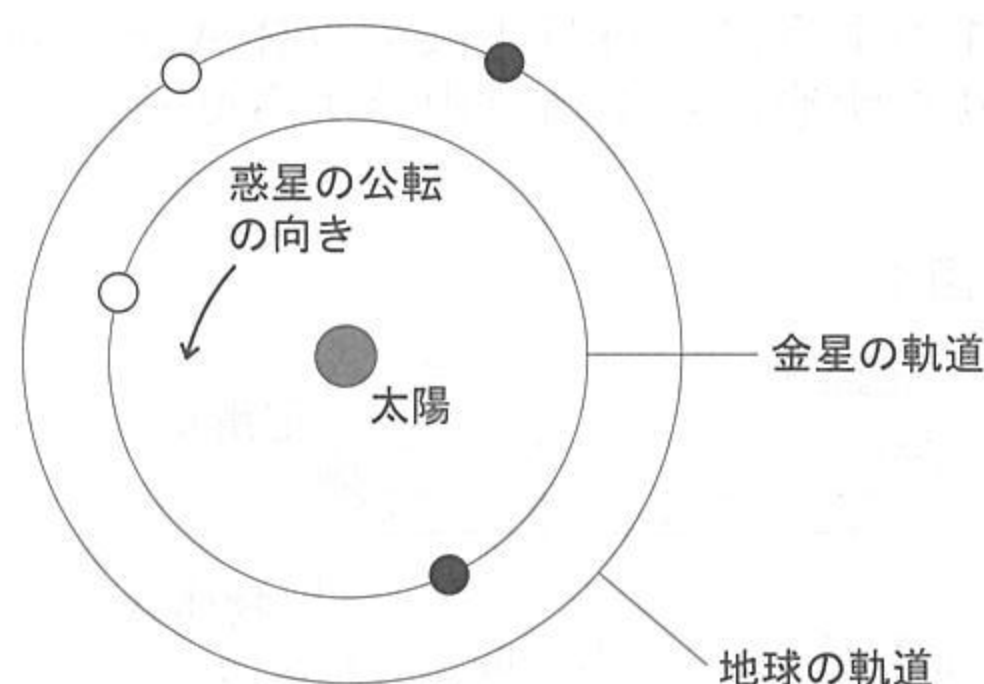 惑星の公転
の向き
太陽
金星の軌道
地球の軌道